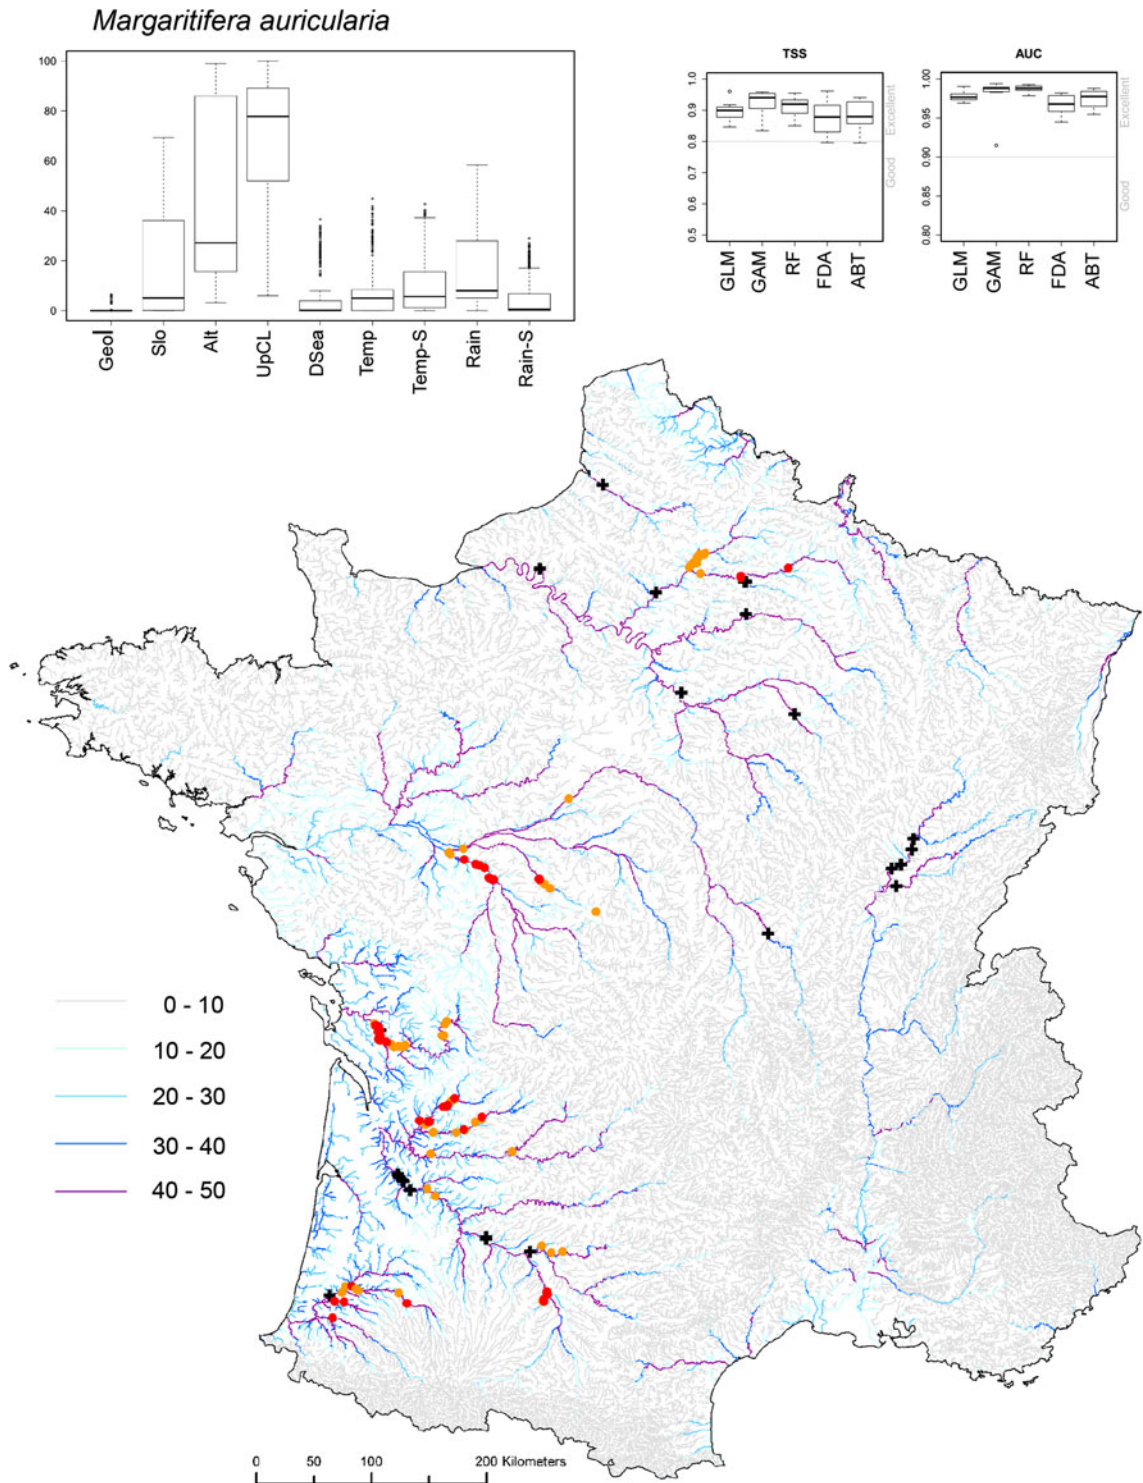 Margaritifera auricularia
100
80
60
40
20
0
Geol
Slo
Alt
UpCL
DSea
Temp
Temp-S
Rain
Rain-S
TSS
1.0
0.9
0.8
0.7
0.6
0.5
Excellent
Good
GLM
GAM
RF
FDA
ABT
AUC
1.00
0.95
0.90
0.85
0.80
Excellent
Good
GLM
GAM
RF
FDA
ABT
0 - 10
10 - 20
20 - 30
30 - 40
40 - 50
0 50 100 200 Kilometers